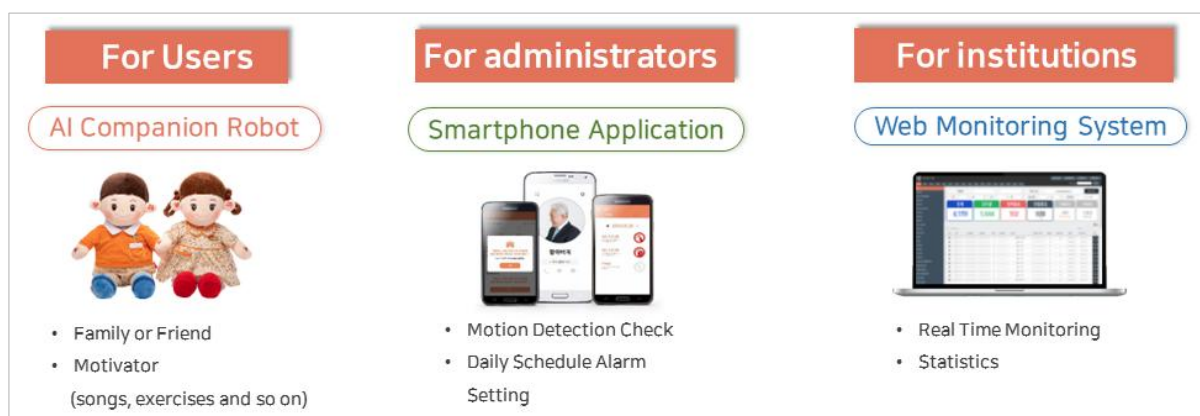 For Users
AI Companion Robot
• Family or Friend
• Motivator
(songs, exercises and so on)
For administrators
Smartphone Application
• Motion Detection Check
• Daily Schedule Alarm
Setting
For institutions
Web Monitoring System
• Real Time Monitoring
• Statistics